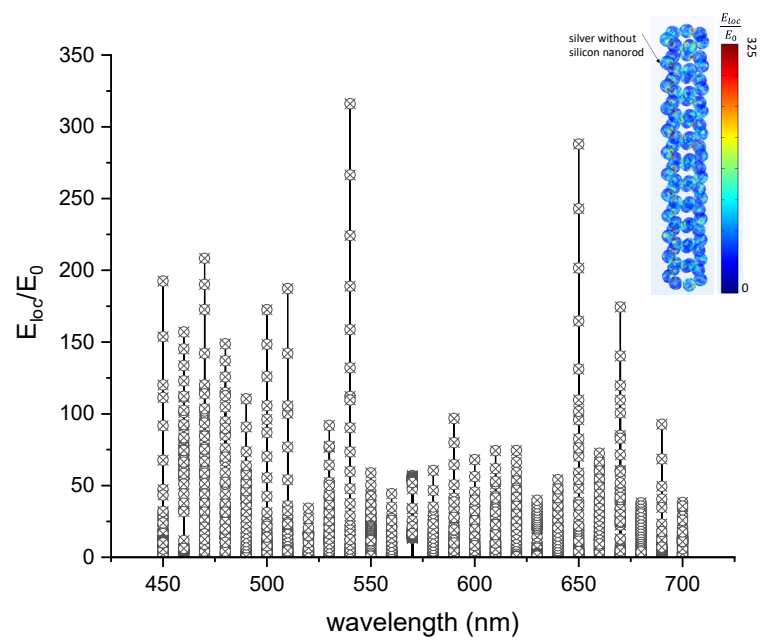 silver without
silicon nanorod
E_loc
E_0
325
0
350
300
250
200
150
100
50
0
E_loc/E_0
450
500
550
600
650
700
wavelength (nm)